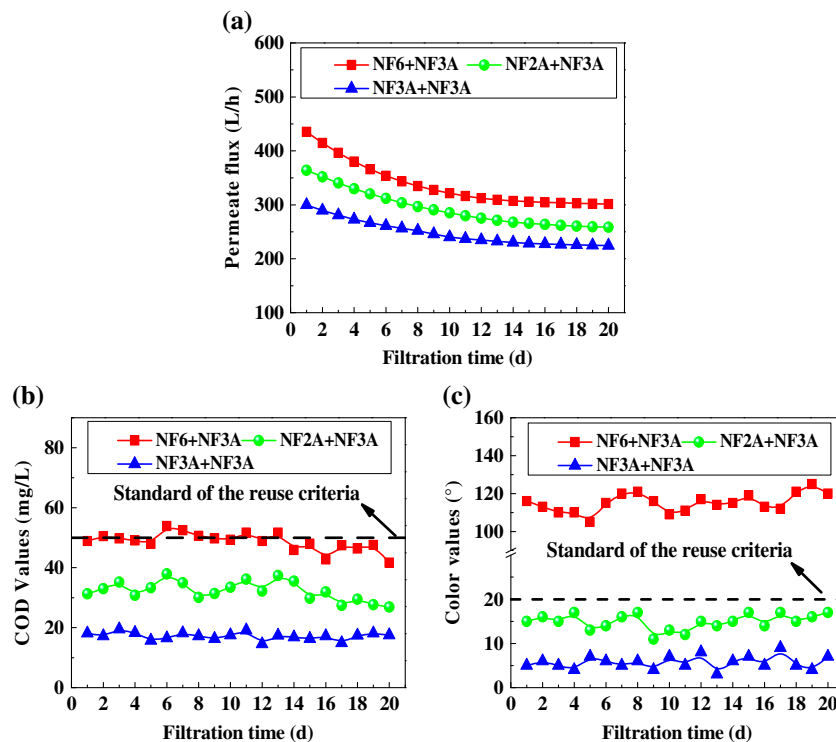 (a)
600
500
400
300
200
100
Permeate flux (L/h)
NF6+NF3A NF2A+NF3A
NF3A+NF3A
0 2 4 6 8 10 12 14 16 18 20
Filtration time (d)
(b)
80
60
40
20
0
COD Values (mg/L)
NF6+NF3A NF2A+NF3A
NF3A+NF3A
Standard of the reuse criteria
0 2 4 6 8 10 12 14 16 18 20
Filtration time (d)
(c)
160
140
120
100
20
10
0
Color values (°)
NF6+NF3A NF2A+NF3A
NF3A+NF3A
Standard of the reuse criteria
0 2 4 6 8 10 12 14 16 18 20
Filtration time (d)